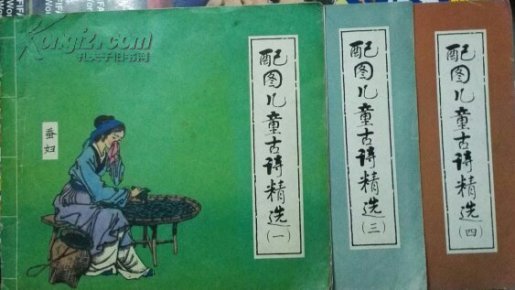 Kongfz.com
孔夫子旧书网
蚕妇
配图儿童古诗精选(一)
配图儿童古诗精选(三)
配图儿童古诗精选(四)